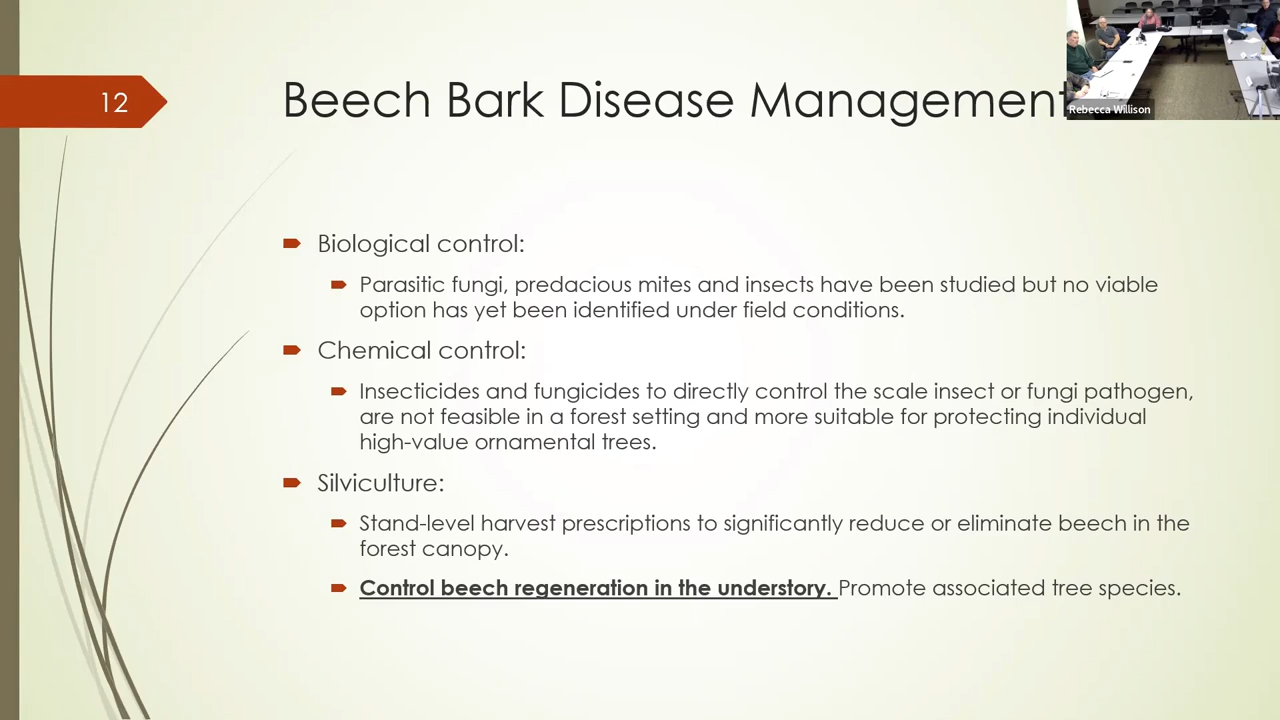 12
Beech Bark Disease Management
Rebecca Willison
Biological control:
Parasitic fungi, predacious mites and insects have been studied but no viable
option has yet been identified under field conditions.
Chemical control:
Insecticides and fungicides to directly control the scale insect or fungi pathogen,
are not feasible in a forest setting and more suitable for protecting individual
high-value ornamental trees.
Silviculture:
Stand-level harvest prescriptions to significantly reduce or eliminate beech in the
forest canopy.
Control beech regeneration in the understory. Promote associated tree species.